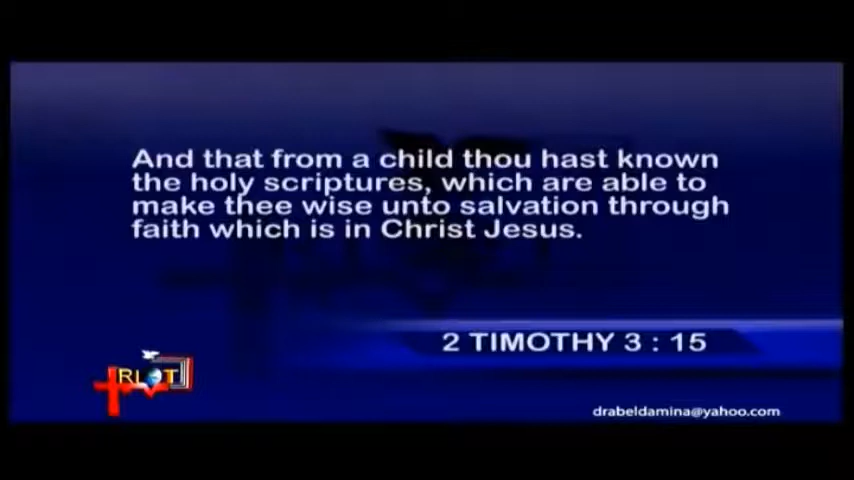 And that from a child thou hast known
the holy scriptures, which are able to
make thee wise unto salvation through
faith which is in Christ Jesus.
2 TIMOTHY 3 : 15
RIOT
drabeldamina@yahoo.com